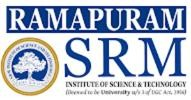 RAMAPURAM
SRM
INSTITUTE OF SCIENCE & TECHNOLOGY
(Deemed to be University u/s 3 of UGC Act, 1956)